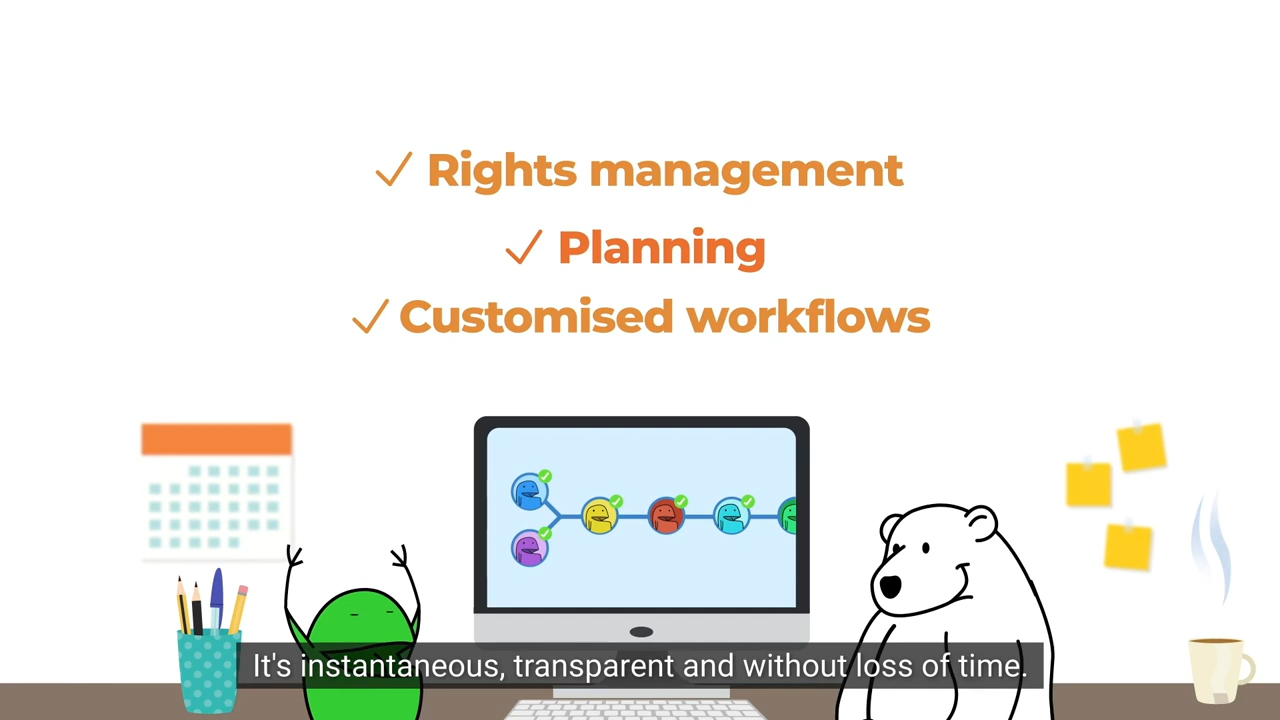 Rights management
Planning
Customised workflows
It's instantaneous, transparent and without loss of time.